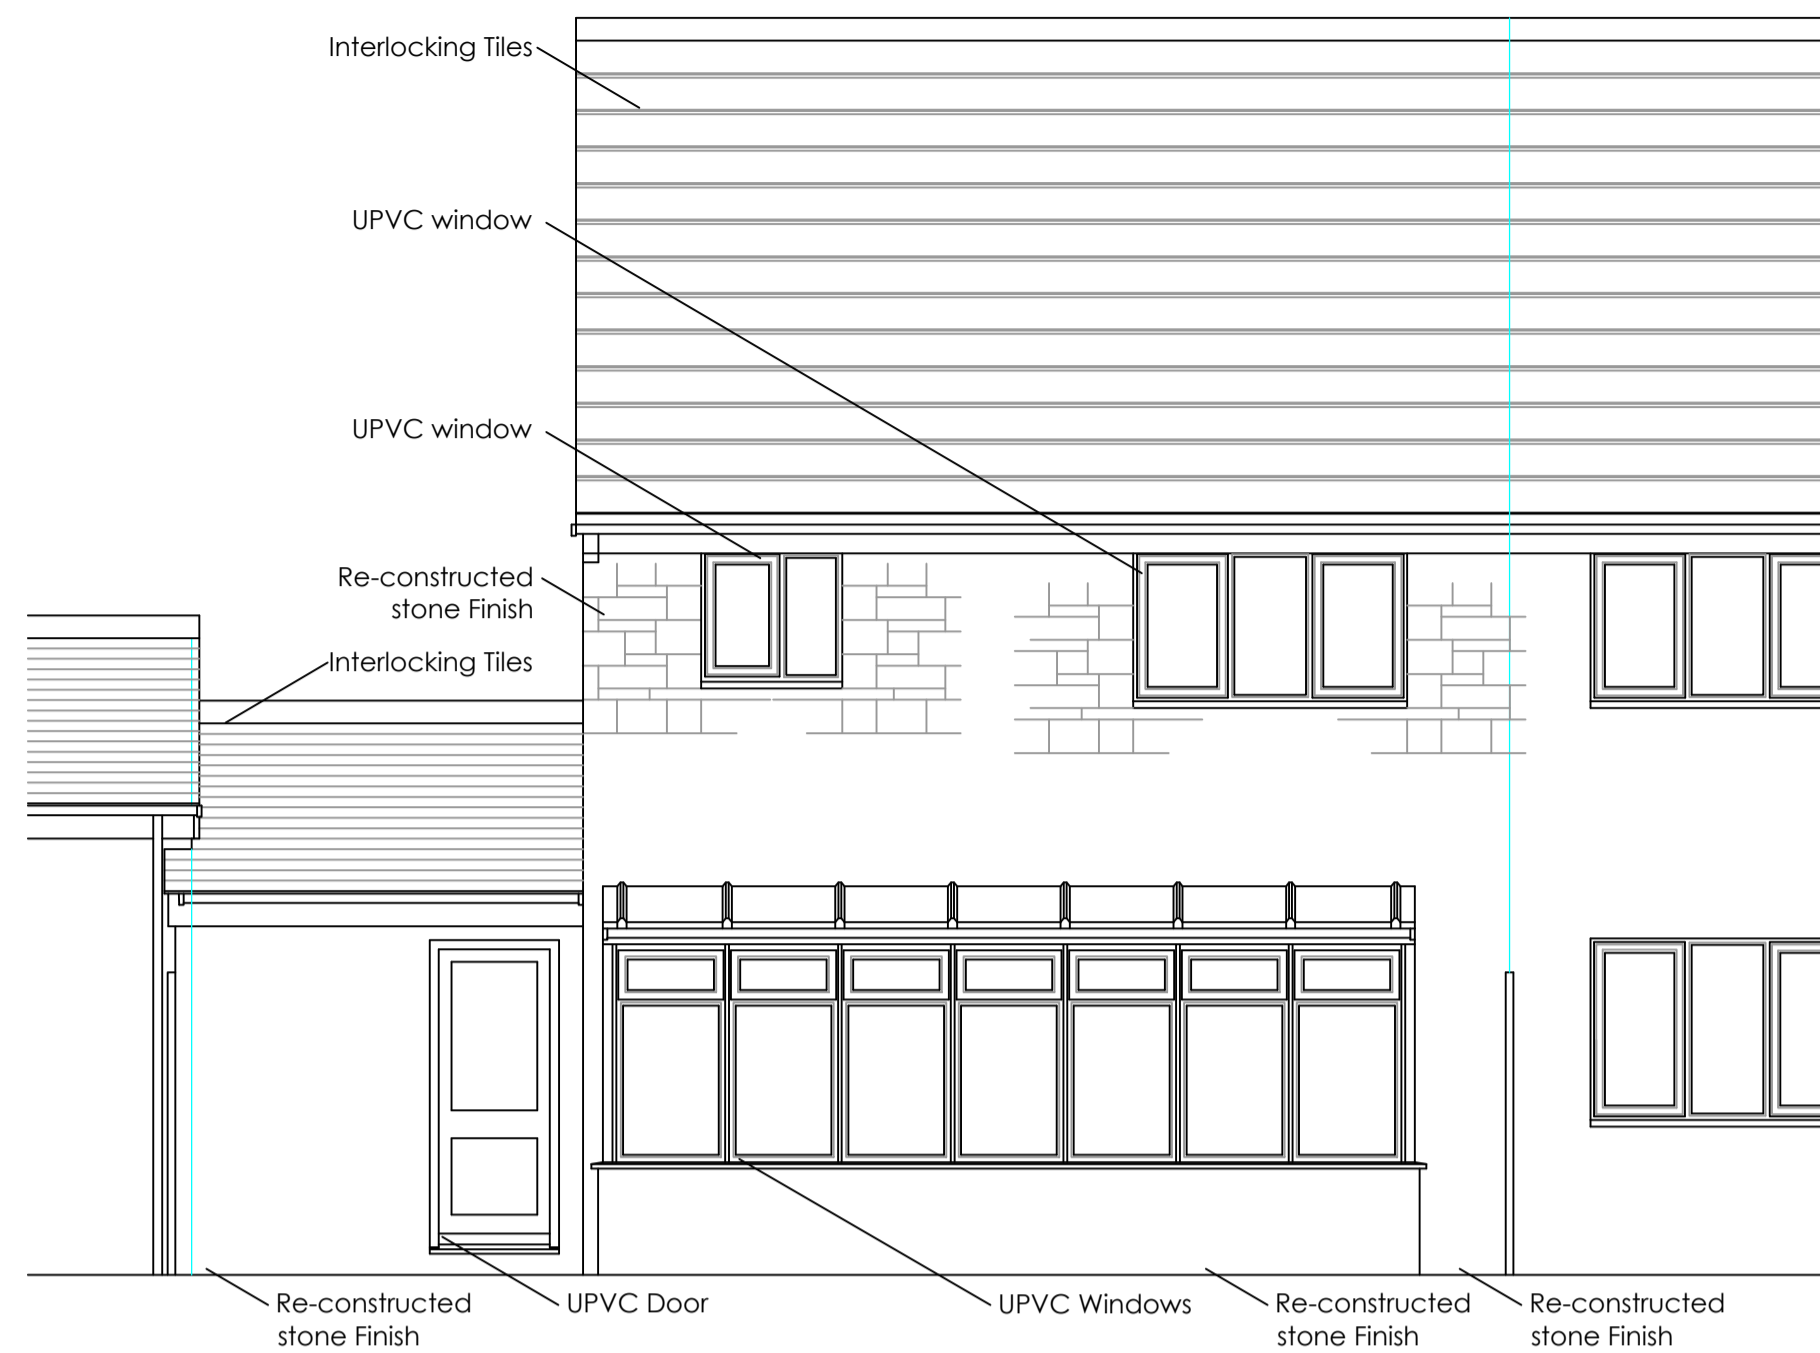 Interlocking Tiles
UPVC window
UPVC window
Re-constructed
stone Finish
Interlocking Tiles
Re-constructed
stone Finish
UPVC Door
UPVC Windows
Re-constructed
stone Finish
Re-constructed
stone Finish